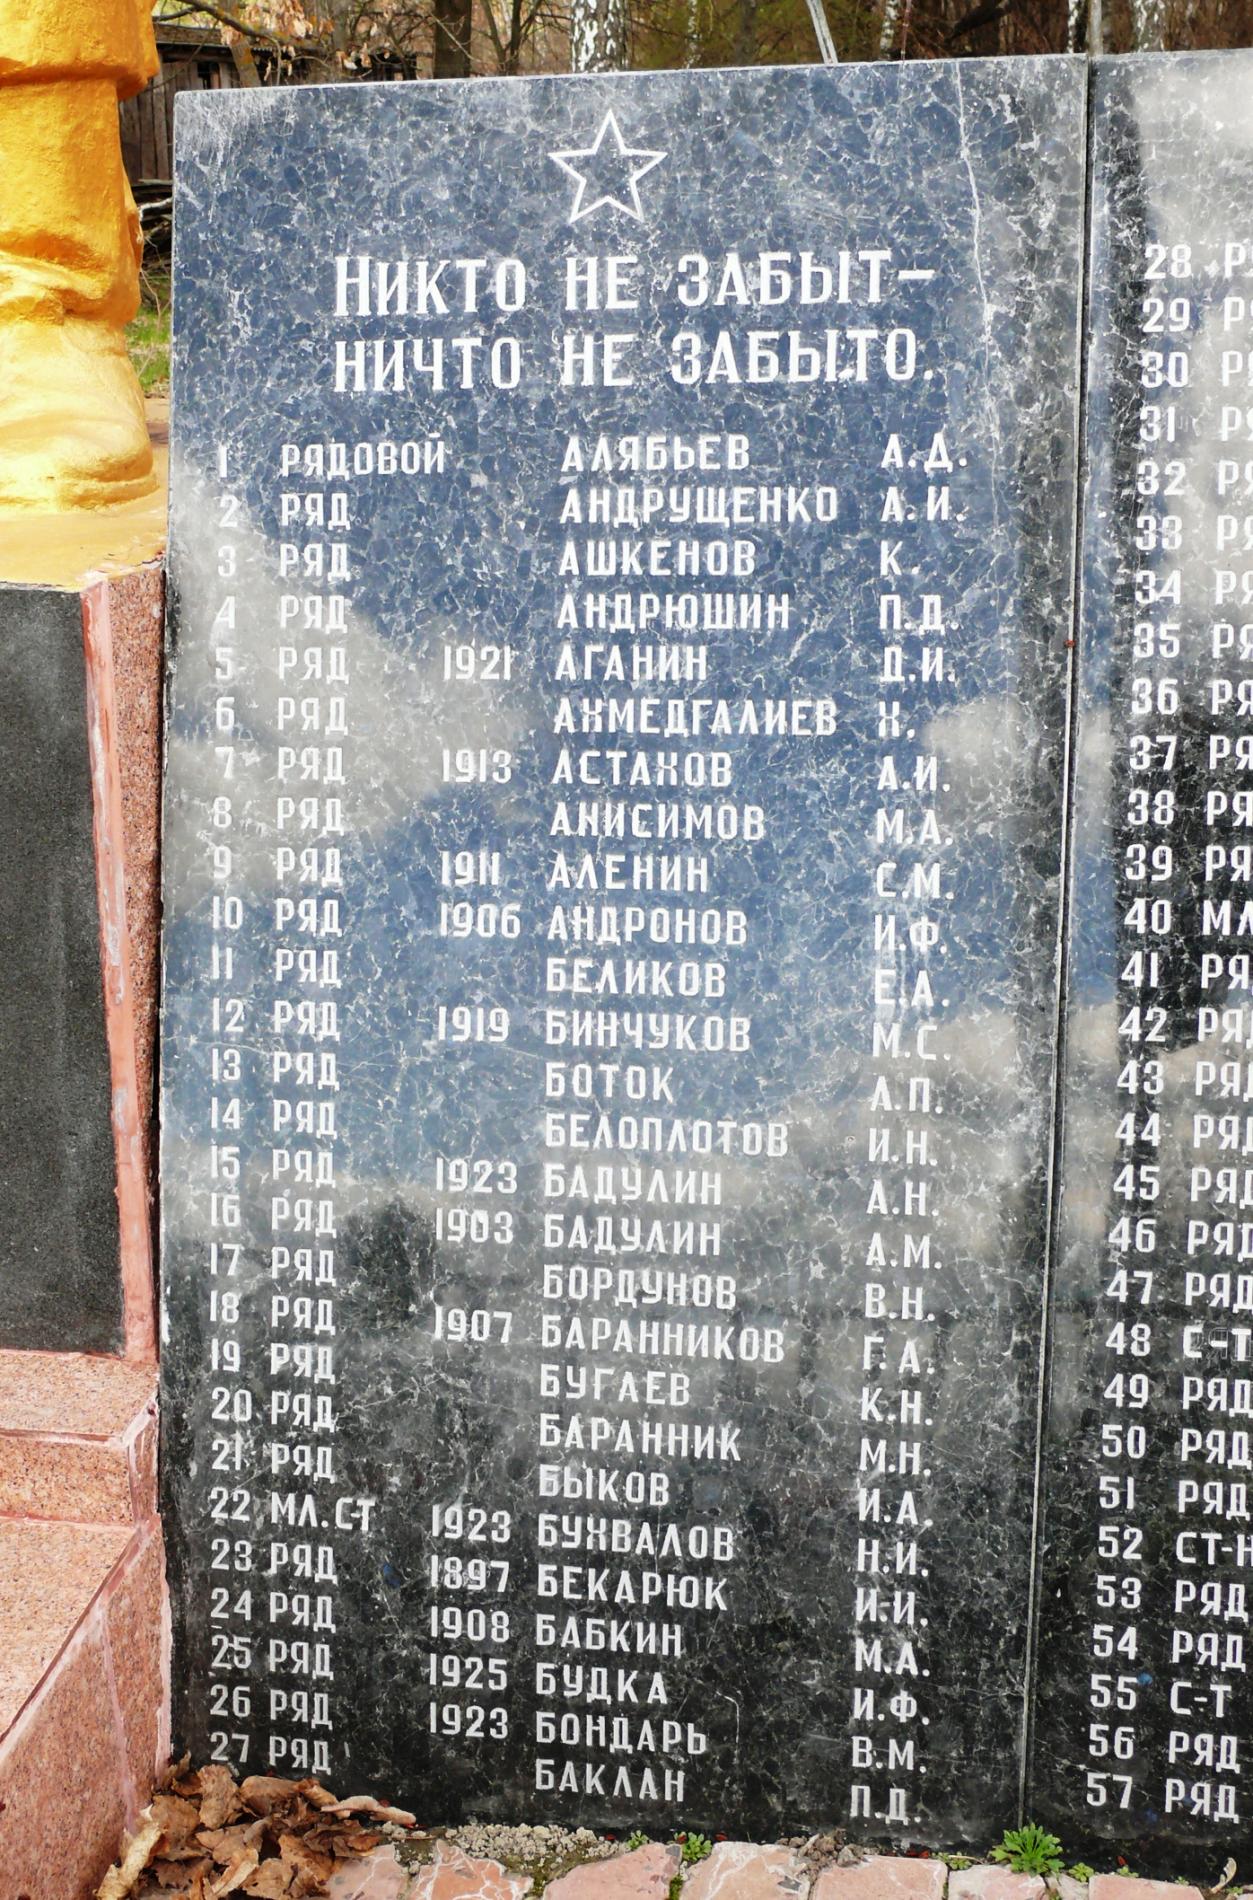 НИКТО НЕ ЗАБЫТ–
НИЧТО НЕ ЗАБЫТО.
1 РЯДОВОЙ АЛЯБЬЕВ А.Д.
2 РЯД АНДРУЩЕНКО А.И.
3 РЯД АШКЕНОВ К.
4 РЯД АНДРЮШИН П.Д.
5 РЯД 1921 АГАНИН Д.И.
6 РЯД АХМЕДГАЛИЕВ Х.
7 РЯД 1913 АСТАХОВ А.И.
8 РЯД АНИСИМОВ М.А.
9 РЯД 1911 АЛЕНИН С.М.
10 РЯД 1906 АНДРОНОВ И.Ф.
11 РЯД БЕЛИКОВ Е.А.
12 РЯД 1919 БИНЧУКОВ М.С.
13 РЯД БОТОК А.П.
14 РЯД БЕЛОПЛОТОВ И.Н.
15 РЯД 1923 БАДУЛИН А.Н.
16 РЯД 1903 БАДУЛИН А.М.
17 РЯД БОРДУНОВ В.Н.
18 РЯД 1907 БАРАННИКОВ Г.А.
19 РЯД БУГАЕВ К.Н.
20 РЯД БАРАННИК М.Н.
21 РЯД БЫКОВ И.А.
22 МЛ.С-Т 1923 БУХВАЛОВ Н.И.
23 РЯД 1897 БЕКАРЮК И.И.
24 РЯД 1908 БАБКИН М.А.
25 РЯД 1925 БУДКА И.Ф.
26 РЯД 1923 БОНДАРЬ В.М.
27 РЯД БАКЛАН П.Д.
28
29
30
31
32
33
34
35
36
37
38
39
40
41
42
43
44
45 РЯД
46 РЯД
47 РЯД
48 С-Т
49 РЯД
50 РЯД
51 РЯД
52
53 РЯД
54 РЯД
55 С-Т
56 РЯД
57 РЯД